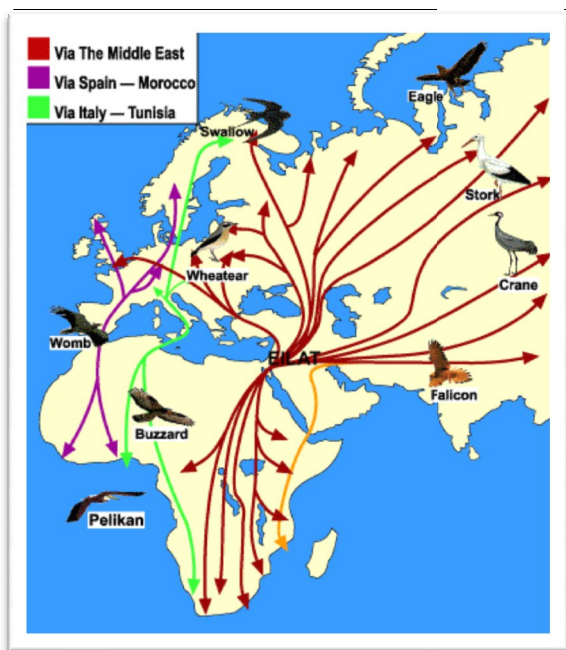 Via The Middle East
Via Spain — Morocco
Via Italy — Tunisia
Eagle
Swallow
Stork
Wheatear
Crane
Womb
EILAT
Falicon
Buzzard
Pelikan